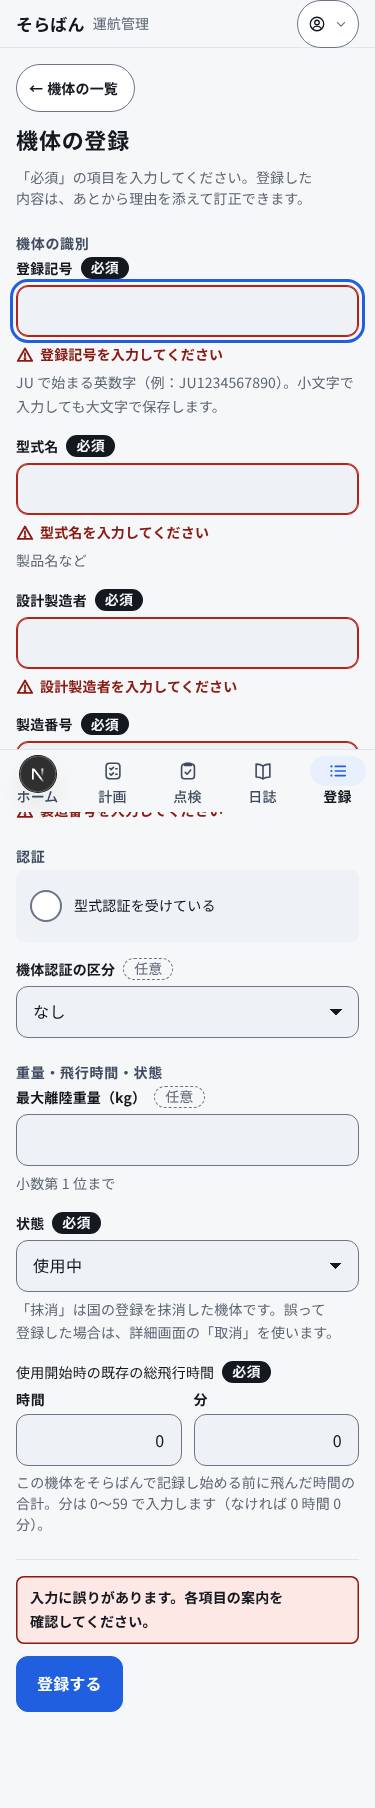 そらばん 運航管理
← 機体の一覧
機体の登録
「必須」の項目を入力してください。登録した
内容は、あとから理由を添えて訂正できます。
機体の識別
登録記号 必須
登録記号を入力してください
JU で始まる英数字（例：JU1234567890）。小文字で
入力しても大文字で保存します。
型式名 必須
型式名を入力してください
製品名など
設計製造者 必須
設計製造者を入力してください
製造番号 必須
N
ホーム 計画 点検 日誌 登録
製造番号を入力してください
認証
型式認証を受けている
機体認証の区分 任意
なし
重量・飛行時間・状態
最大離陸重量（kg） 任意
小数第 1 位まで
状態 必須
使用中
「抹消」は国の登録を抹消した機体です。誤って
登録した場合は、詳細画面の「取消」を使います。
使用開始時の既存の総飛行時間 必須
時間 分
0 0
この機体をそらばんで記録し始める前に飛んだ時間の
合計。分は 0〜59 で入力します（なければ 0 時間 0
分）。
入力に誤りがあります。各項目の案内を
確認してください。
登録する